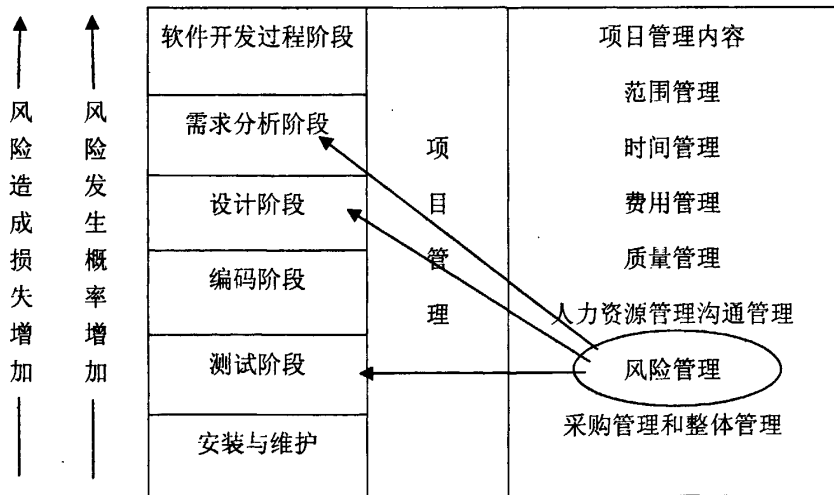 风险造成损失增加
风险发生概率增加
软件开发过程阶段
需求分析阶段
设计阶段
编码阶段
测试阶段
安装与维护
项目管理
项目管理内容
范围管理
时间管理
费用管理
质量管理
人力资源管理沟通管理
风险管理
采购管理和整体管理